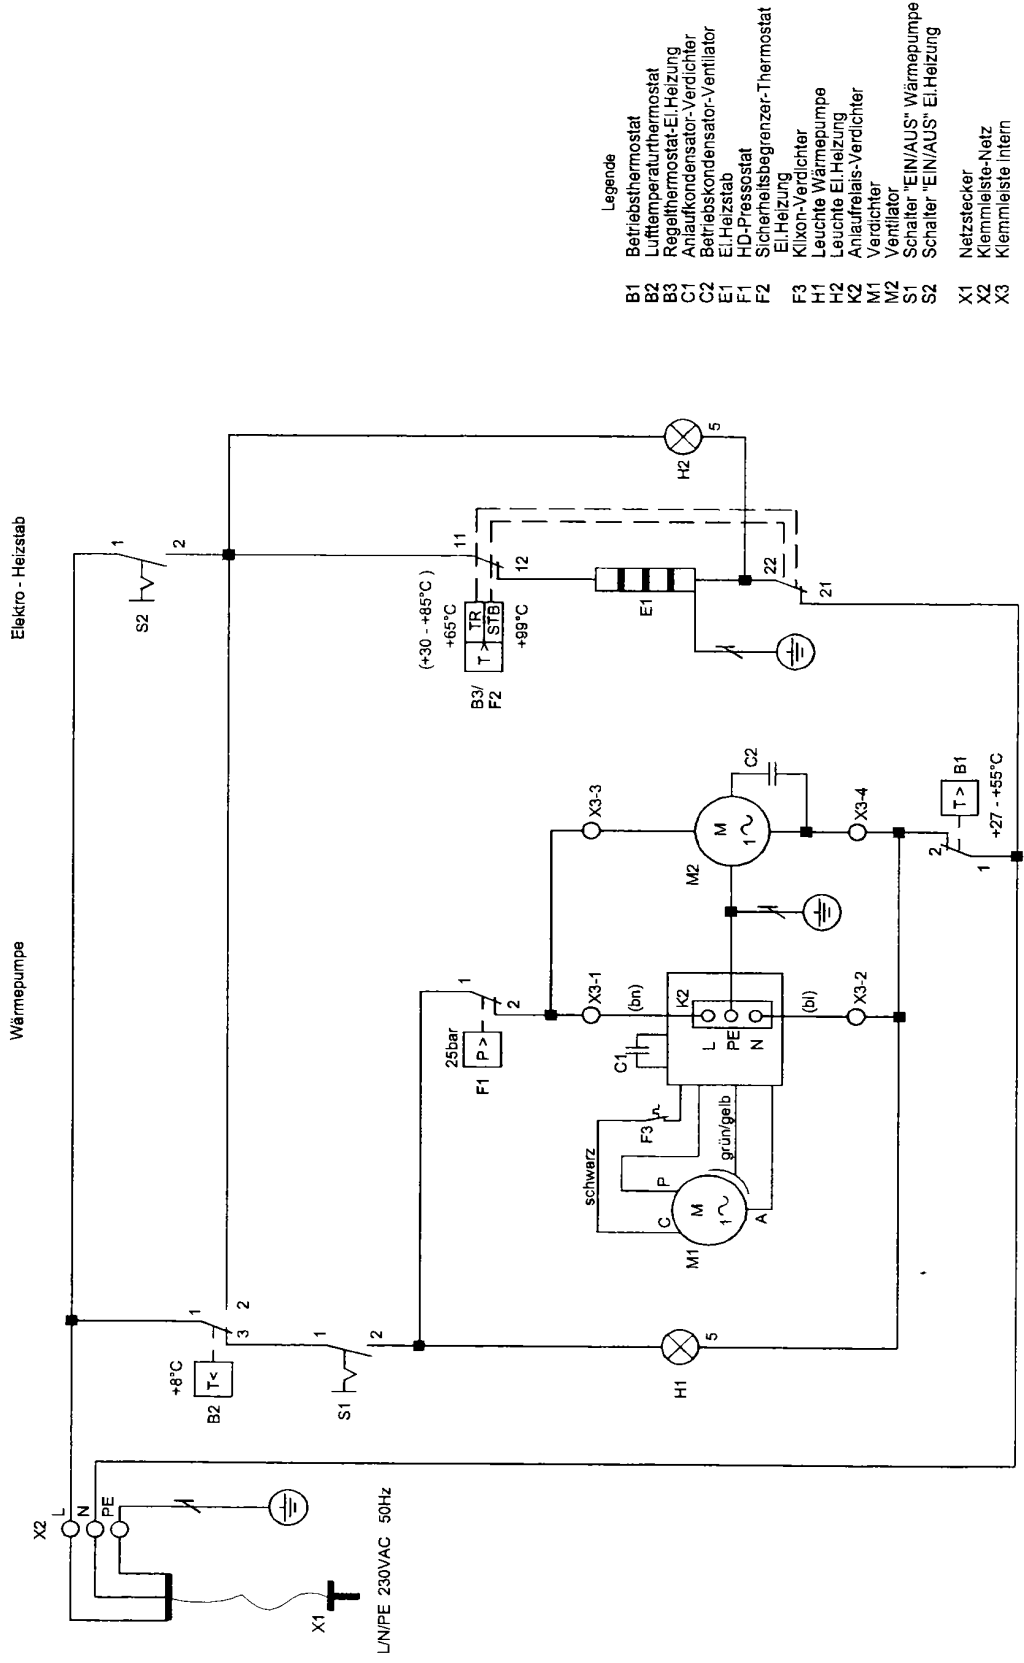 Wärmepumpe
Elektro - Heizstab
X2
L
N
PE
X1
L/N/PE 230VAC 50Hz
+8°C
T<
B2
1
3
2
S1
1
2
H1
5
25bar
P >
F1
1
2
X3-1
(bn)
K2
L
PE
N
(bl)
X3-2
C1
schwarz
F3
P
grün/gelb
C
M
1
A
M1
X3-3
M2
M
1
C2
X3-4
2
1
T >
B1
+27 - +55°C
S2
1
2
(+30 - +85°C )
+65°C
TR
T >
STB
+99°C
B3/
F2
11
12
E1
22
21
H2
5
Legende
B1 Betriebsthermostat
B2 Lufttemperaturthermostat
B3 Regelthermostat-El.Heizung
C1 Anlaufkondensator-Verdichter
C2 Betriebskondensator-Ventilator
E1 El.Heizstab
F1 HD-Pressostat
F2 Sicherheitsbegrenzer-Thermostat
El.Heizung
F3 Klixon-Verdichter
H1 Leuchte Wärmepumpe
H2 Leuchte El.Heizung
K2 Anlaufrelais-Verdichter
M1 Verdichter
M2 Ventilator
S1 Schalter "EIN/AUS" Wärmepumpe
S2 Schalter "EIN/AUS" El.Heizung
X1 Netzstecker
X2 Klemmleiste-Netz
X3 Klemmleiste intern